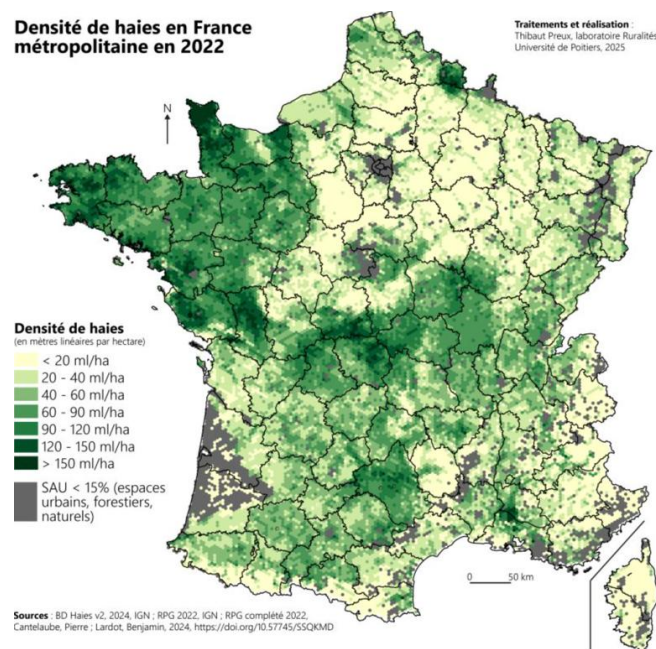 Densité de haies en France
métropolitaine en 2022
Traitements et réalisation :
Thibaut Preux, laboratoire Ruralités
Université de Poitiers, 2025
N
Densité de haies
(en mètres linéaires par hectare)
< 20 ml/ha
20 - 40 ml/ha
40 - 60 ml/ha
60 - 90 ml/ha
90 - 120 ml/ha
120 - 150 ml/ha
> 150 ml/ha
SAU < 15% (espaces
urbains, forestiers,
naturels)
0 50 km
Sources : BD Haies v2, 2024, IGN ; RPG 2022, IGN ; RPG complété 2022,
Cantelaube, Pierre ; Lardot, Benjamin, 2024, https://doi.org/10.57745/SSQKMD